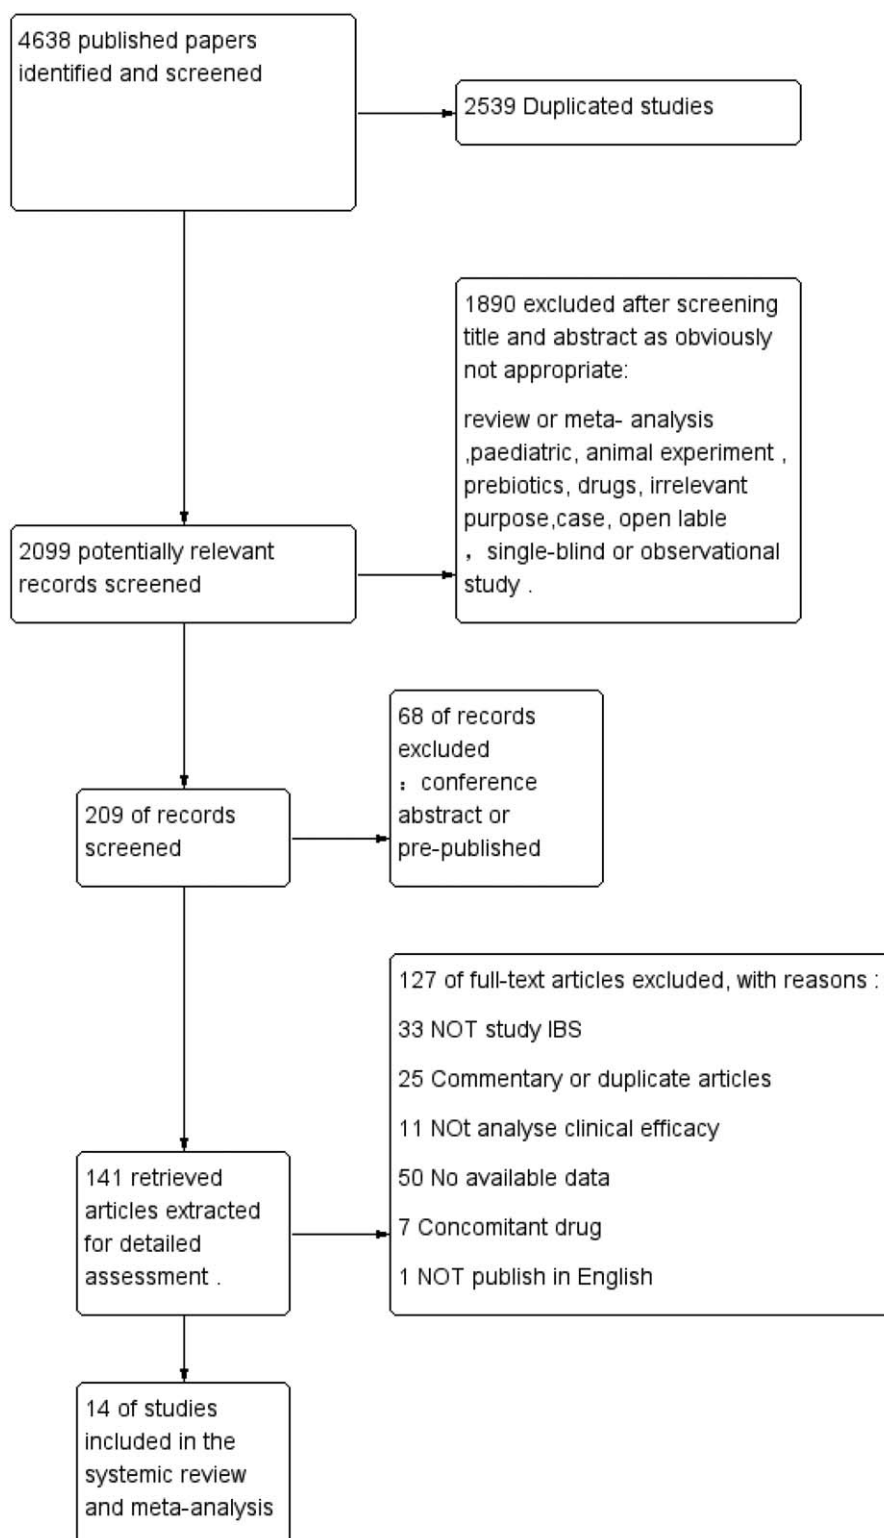 4638 published papers
identified and screened
2539 Duplicated studies
1890 excluded after screening
title and abstract as obviously
not appropriate:
review or meta- analysis
,paediatric, animal experiment ,
prebiotics, drugs, irrelevant
purpose,case, open lable
，single-blind or observational
study .
2099 potentially relevant
records screened
68 of records
excluded
：conference
abstract or
pre-published
209 of records
screened
127 of full-text articles excluded, with reasons :
33 NOT study IBS
25 Commentary or duplicate articles
11 NOt analyse clinical efficacy
50 No available data
7 Concomitant drug
1 NOT publish in English
141 retrieved
articles extracted
for detailed
assessment .
14 of studies
included in the
systemic review
and meta-analysis